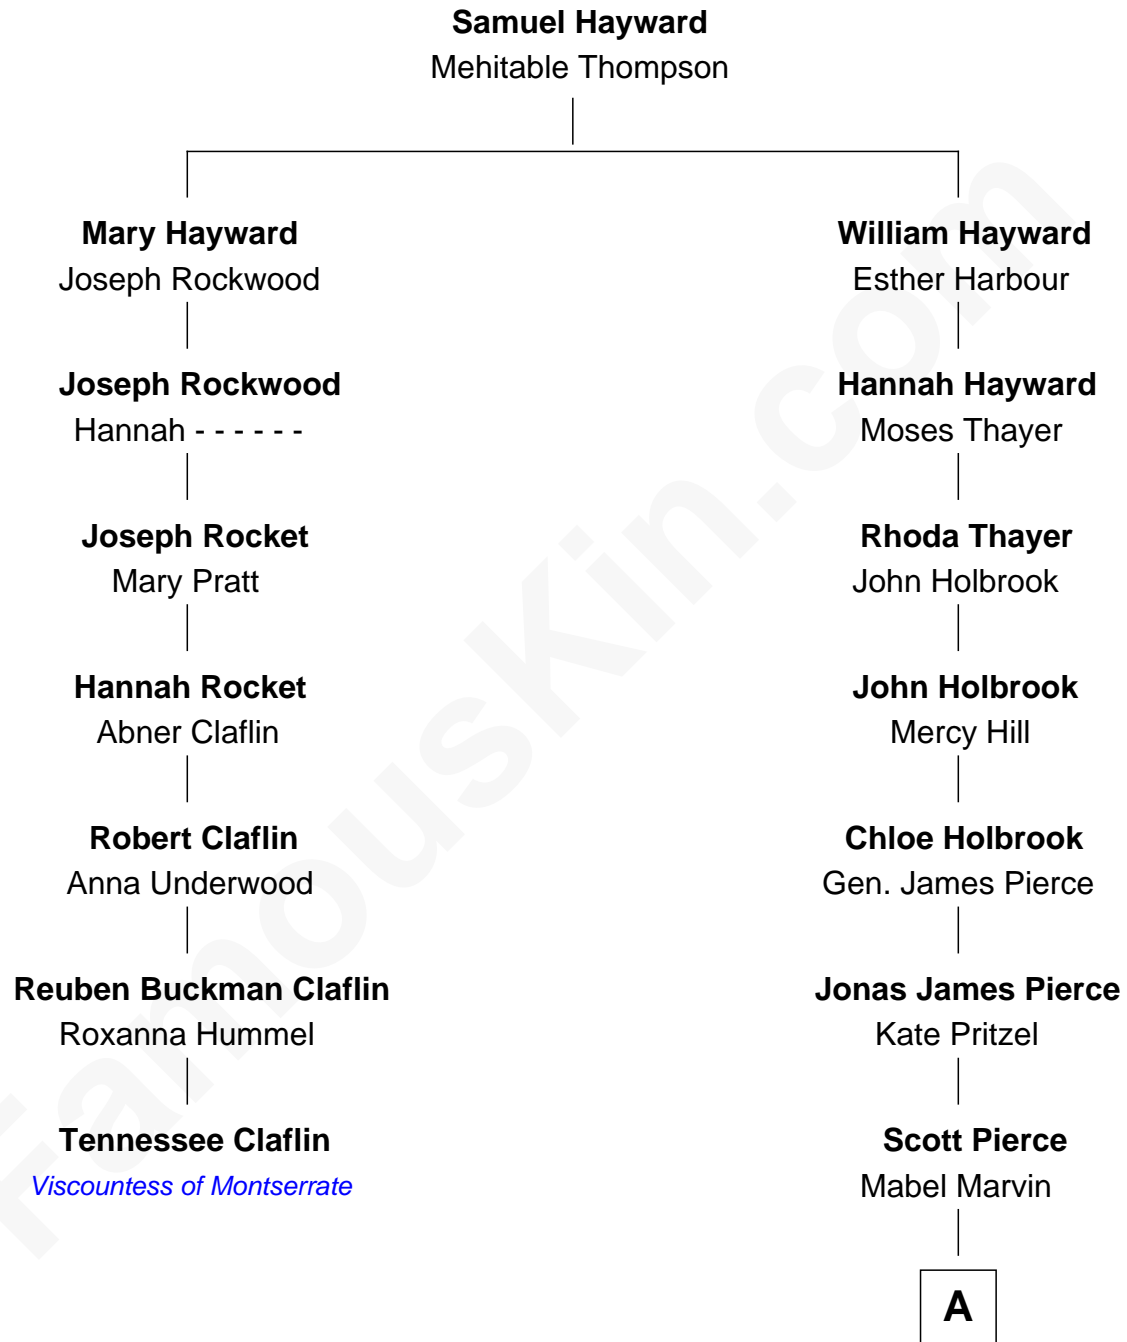 Samuel Hayward
Mehitable Thompson
Mary Hayward
Joseph Rockwood
William Hayward
Esther Harbour
Joseph Rockwood
Hannah - - - - - -
Hannah Hayward
Moses Thayer
Joseph Rocket
Mary Pratt
Rhoda Thayer
John Holbrook
Hannah Rocket
Abner Claflin
John Holbrook
Mercy Hill
Robert Claflin
Anna Underwood
Chloe Holbrook
Gen. James Pierce
Reuben Buckman Claflin
Roxanna Hummel
Jonas James Pierce
Kate Pritzel
Tennessee Claflin
Viscountess of Montserrate
Scott Pierce
Mabel Marvin
A
FamousKin.com